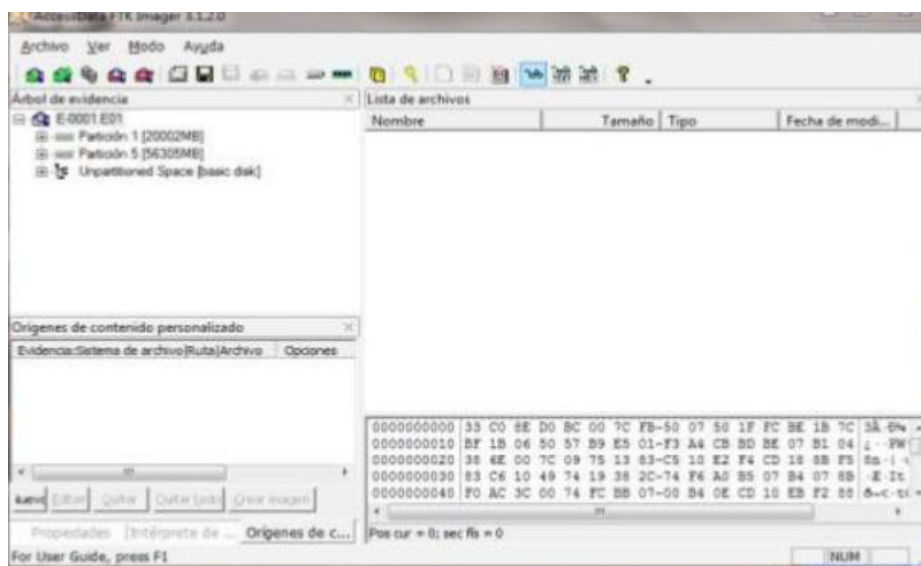 AccessData FTK Imager 3.1.2.0
Archivo Ver Modo Ayuda
Árbol de evidencia
E-0001.E01
Partición 1 [20002MB]
Partición 5 [56305MB]
Unpartitioned Space [basic disk]
Lista de archivos
Nombre Tamaño Tipo Fecha de modi...
Orígenes de contenido personalizado
Evidencia:Sistema de archivo|Ruta|Archivo Opciones
Nuevo Editar Quitar Quitar todo Crear imagen
Propiedades Intérprete de ... Orígenes de c...
0000000000 33 C0 8E D0 BC 00 7C FB-50 07 50 1F FC BE 1B 7C
0000000010 BF 1B 06 50 57 B9 E5 01-F3 A4 CB BD BE 07 B1 04
0000000020 38 6E 00 7C 09 75 13 83-C5 10 E2 F4 CD 18 8B F5
0000000030 83 C6 10 49 74 19 38 2C-74 F6 A0 B5 07 B4 07 8B
0000000040 F0 AC 3C 00 74 FC BB 07-00 B4 0E CD 10 EB F2 88
Pos cur = 0; sec fís = 0
For User Guide, press F1
NUM